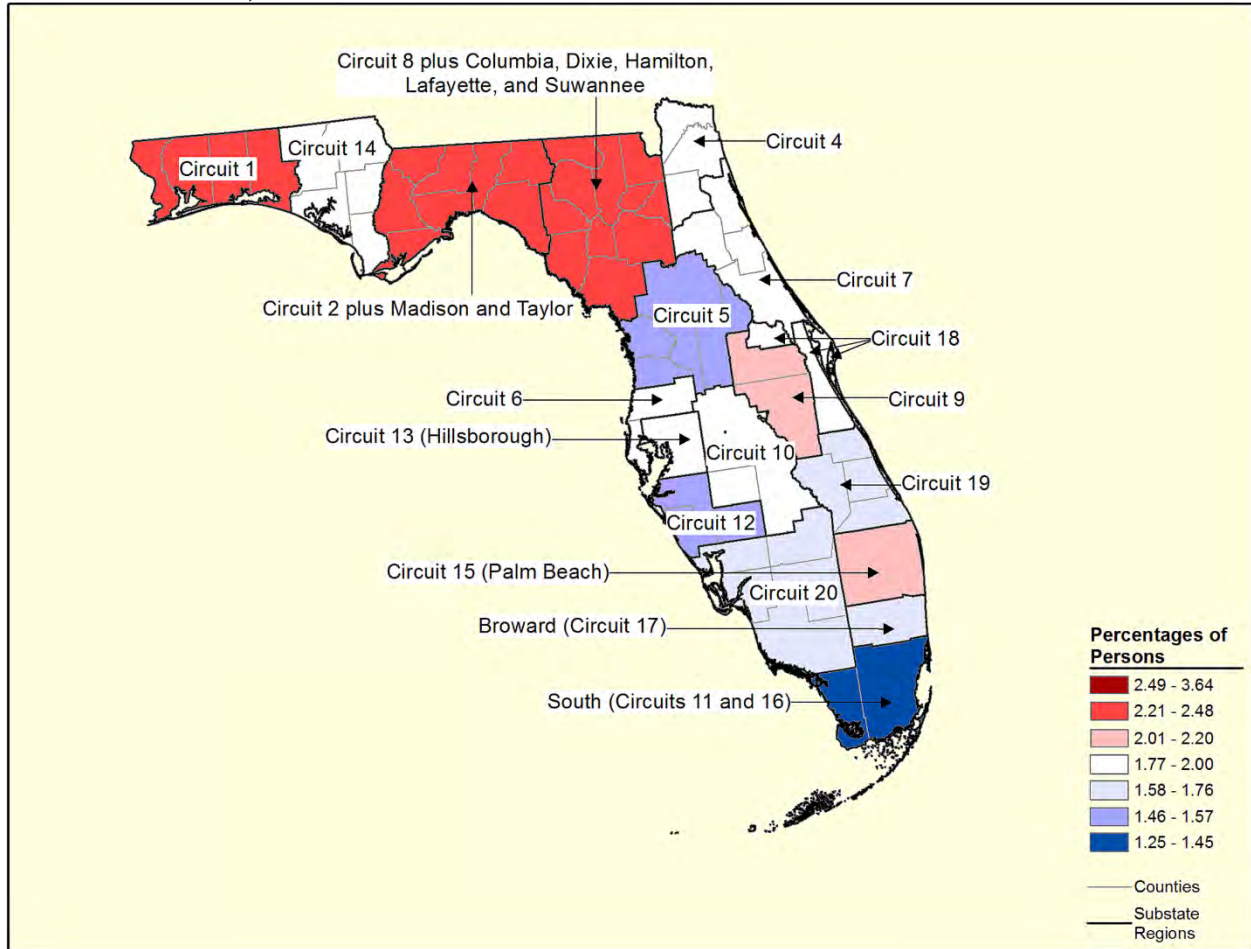 Circuit 8 plus Columbia, Dixie, Hamilton,
Lafayette, and Suwannee
Circuit 4
Circuit 14
Circuit 1
Circuit 7
Circuit 2 plus Madison and Taylor
Circuit 5
Circuit 18
Circuit 6
Circuit 9
Circuit 13 (Hillsborough)
Circuit 10
Circuit 19
Circuit 12
Circuit 15 (Palm Beach)
Circuit 20
Broward (Circuit 17)
South (Circuits 11 and 16)
Percentages of
Persons
2.49 - 3.64
2.21 - 2.48
2.01 - 2.20
1.77 - 2.00
1.58 - 1.76
1.46 - 1.57
1.25 - 1.45
Counties
Substate
Regions